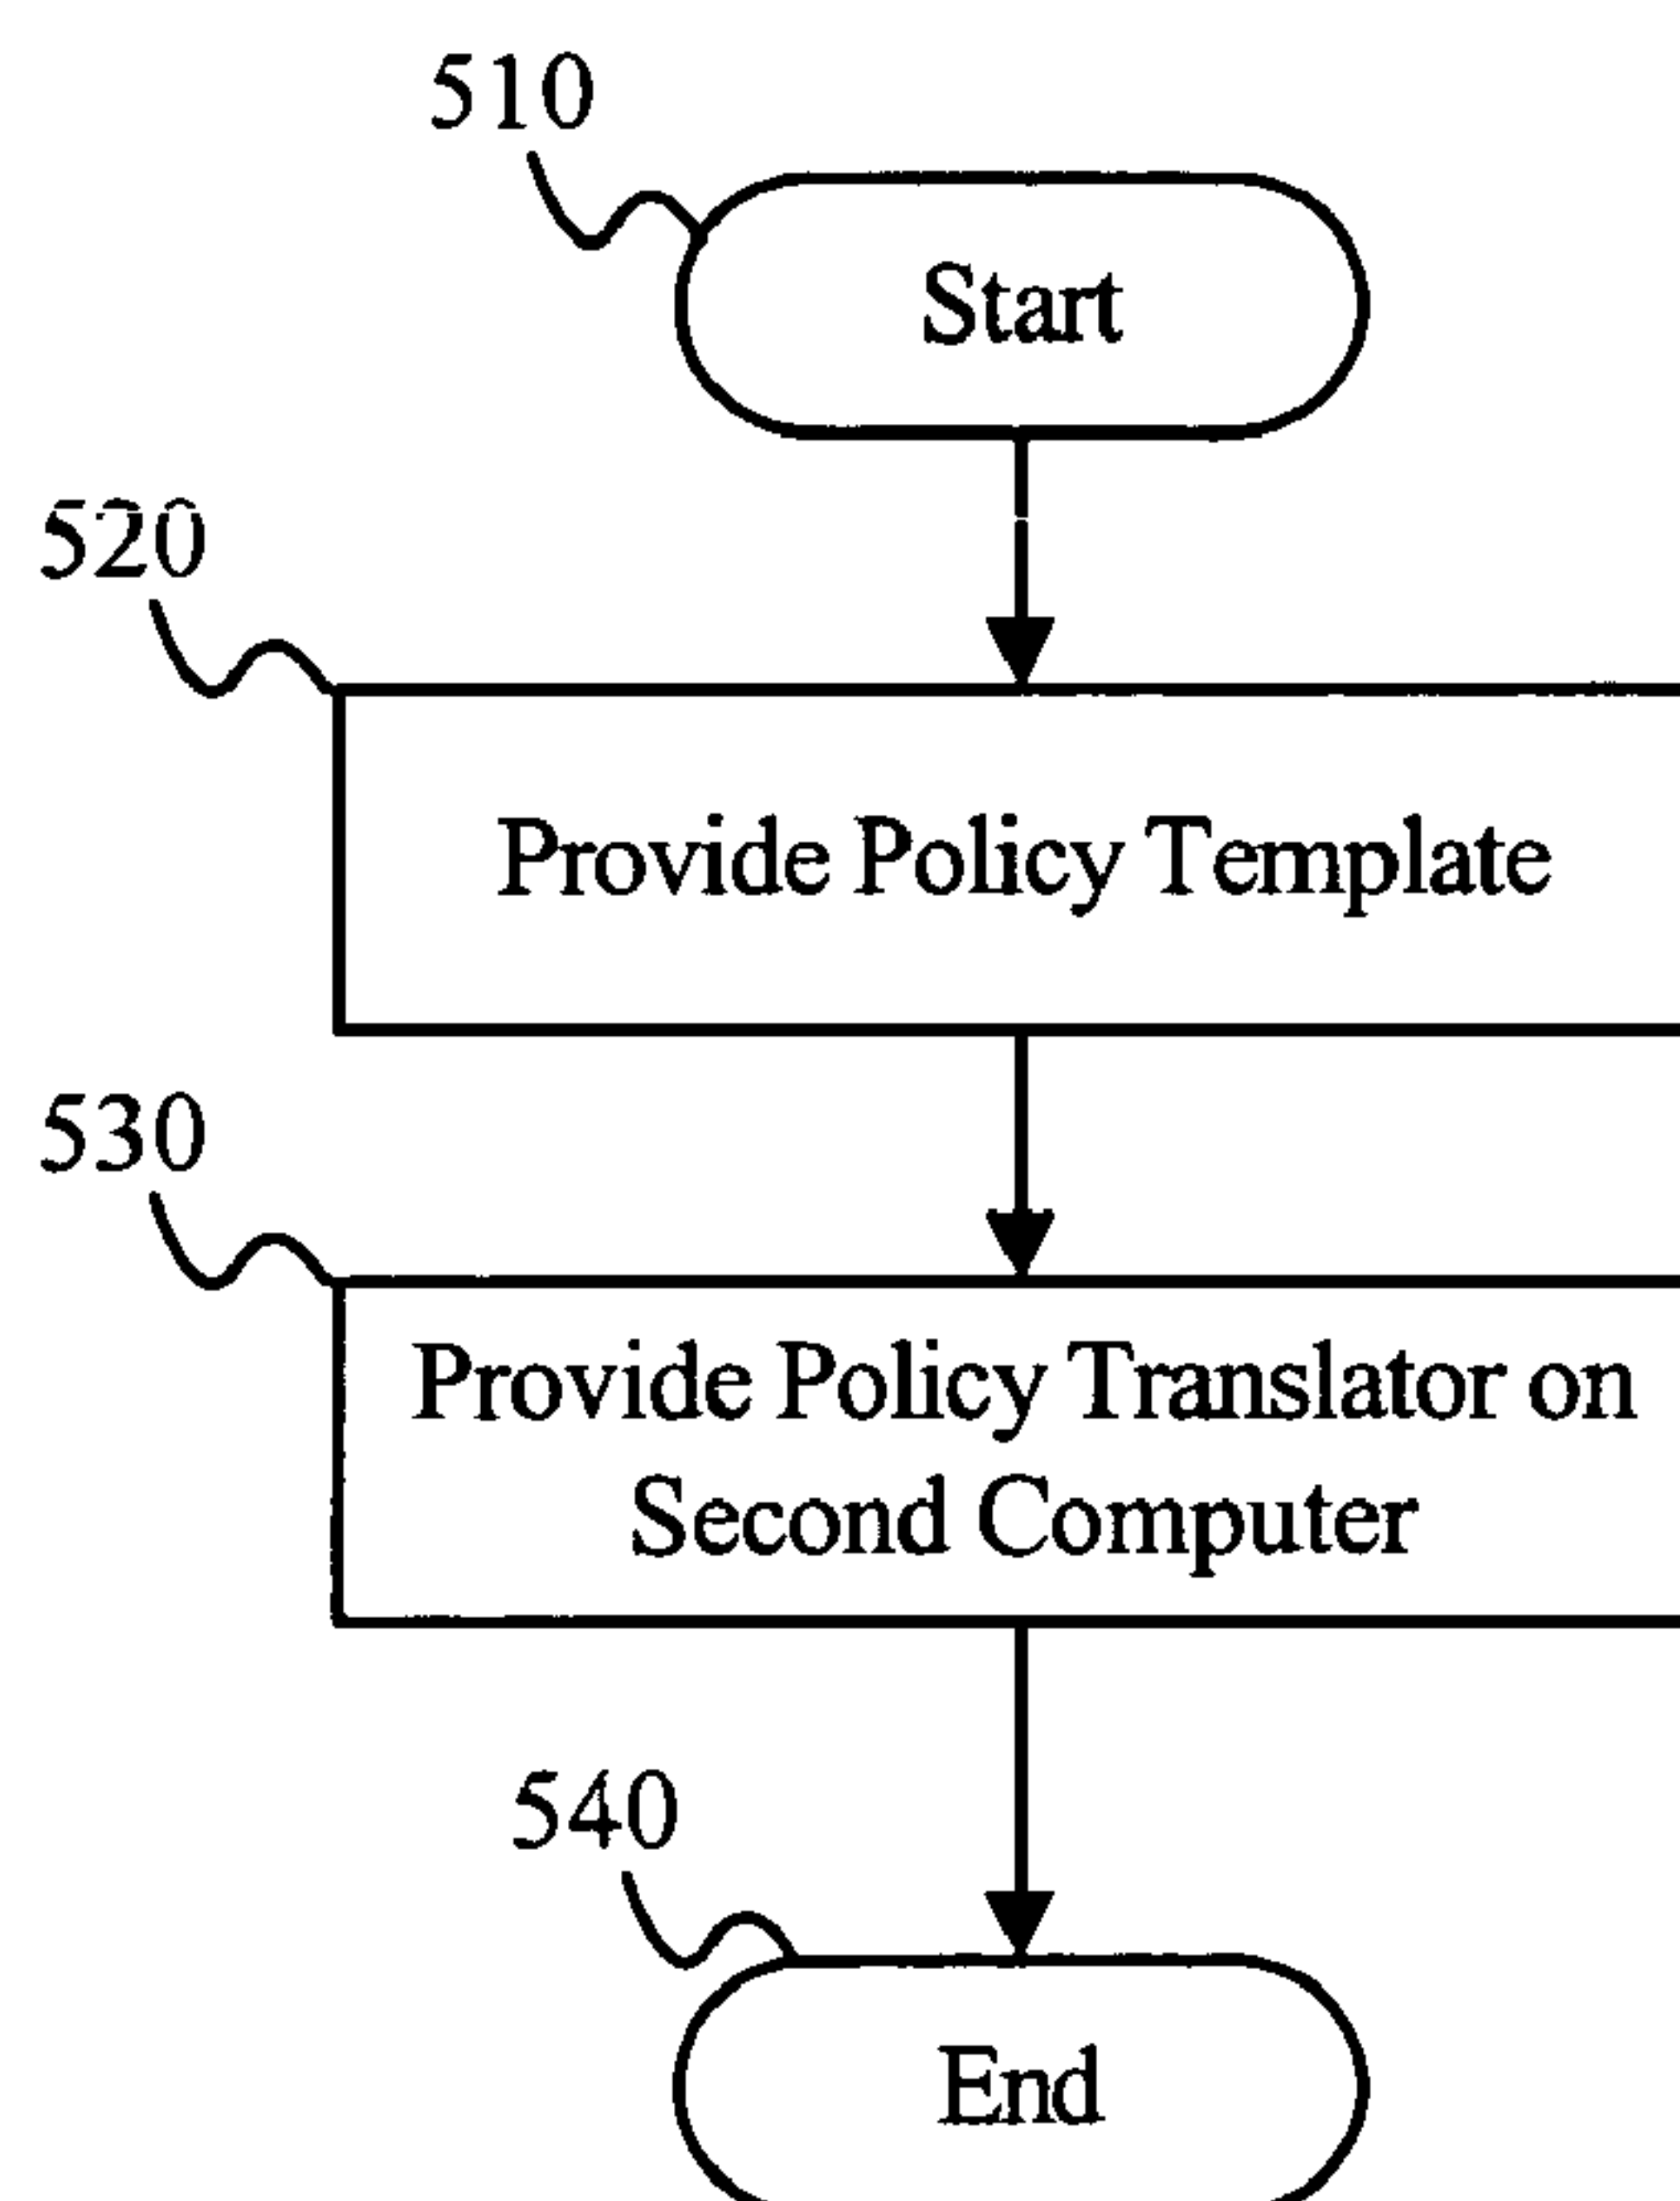 510
Start
520
Provide Policy Template
530
Provide Policy Translator on
Second Computer
540
End